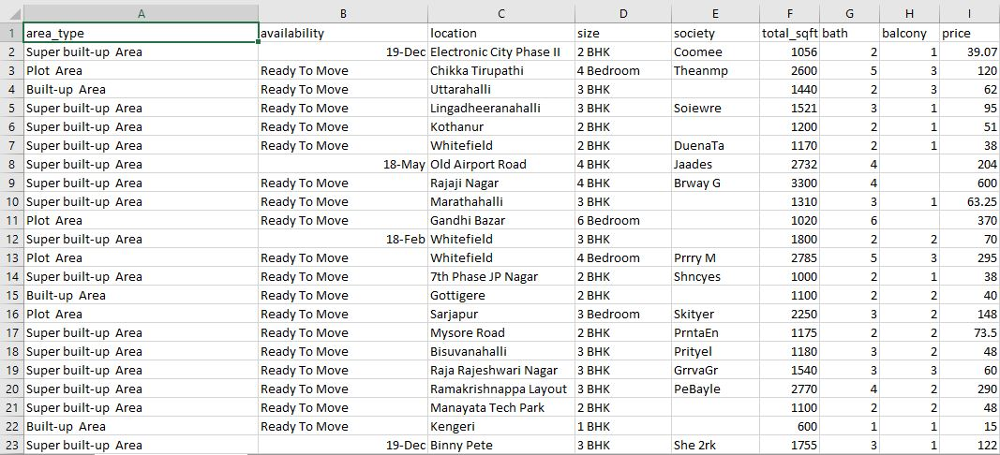 A B C D E F G H I
1 area_type availability location size society total_sqft bath balcony price
2 Super built-up Area 19-Dec Electronic City Phase II 2 BHK Coomee 1056 2 1 39.07
3 Plot Area Ready To Move Chikka Tirupathi 4 Bedroom Theanmp 2600 5 3 120
4 Built-up Area Ready To Move Uttarahalli 3 BHK 1440 2 3 62
5 Super built-up Area Ready To Move Lingadheeranahalli 3 BHK Soiewre 1521 3 1 95
6 Super built-up Area Ready To Move Kothanur 2 BHK 1200 2 1 51
7 Super built-up Area Ready To Move Whitefield 2 BHK DuenaTa 1170 2 1 38
8 Super built-up Area 18-May Old Airport Road 4 BHK Jaades 2732 4 204
9 Super built-up Area Ready To Move Rajaji Nagar 4 BHK Brway G 3300 4 600
10 Super built-up Area Ready To Move Marathahalli 3 BHK 1310 3 1 63.25
11 Plot Area Ready To Move Gandhi Bazar 6 Bedroom 1020 6 370
12 Super built-up Area 18-Feb Whitefield 3 BHK 1800 2 2 70
13 Plot Area Ready To Move Whitefield 4 Bedroom Prrry M 2785 5 3 295
14 Super built-up Area Ready To Move 7th Phase JP Nagar 2 BHK Shncyes 1000 2 1 38
15 Built-up Area Ready To Move Gottigere 2 BHK 1100 2 2 40
16 Plot Area Ready To Move Sarjapur 3 Bedroom Skityer 2250 3 2 148
17 Super built-up Area Ready To Move Mysore Road 2 BHK PrntaEn 1175 2 2 73.5
18 Super built-up Area Ready To Move Bisuvanahalli 3 BHK Prityel 1180 3 2 48
19 Super built-up Area Ready To Move Raja Rajeshwari Nagar 3 BHK GrrvaGr 1540 3 3 60
20 Super built-up Area Ready To Move Ramakrishnappa Layout 3 BHK PeBayle 2770 4 2 290
21 Super built-up Area Ready To Move Manayata Tech Park 2 BHK 1100 2 2 48
22 Built-up Area Ready To Move Kengeri 1 BHK 600 1 1 15
23 Super built-up Area 19-Dec Binny Pete 3 BHK She 2rk 1755 3 1 122